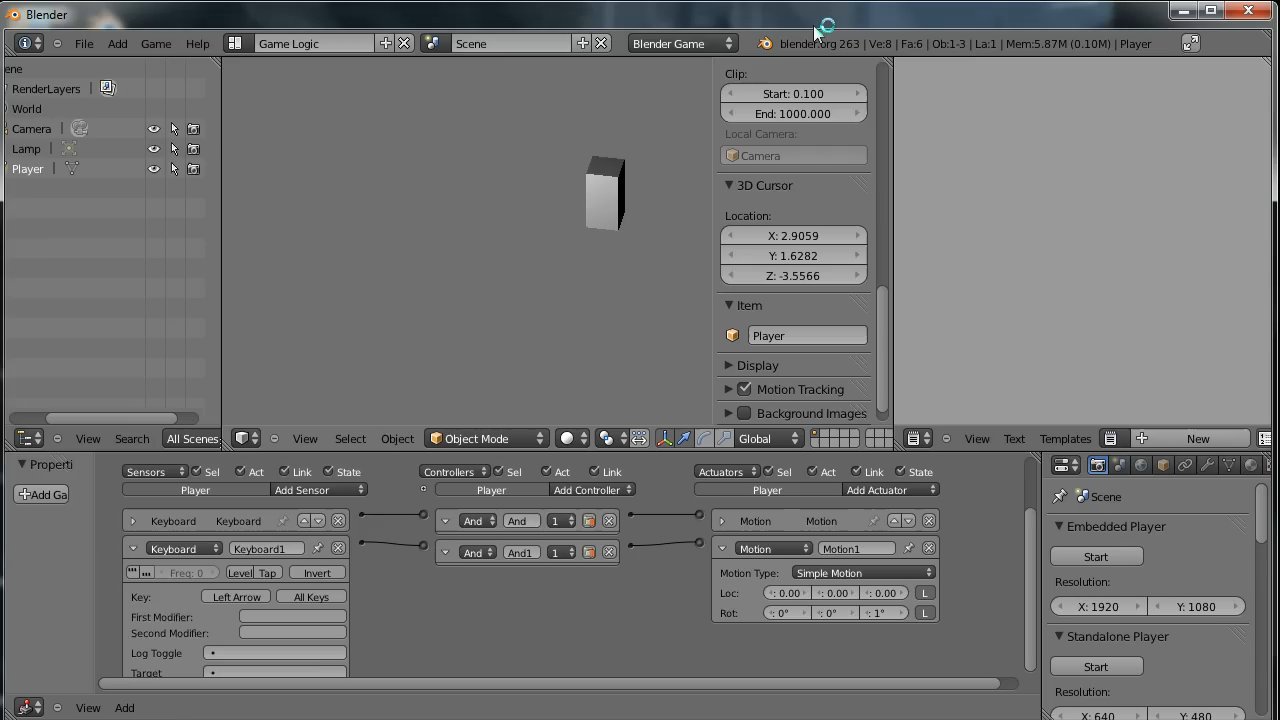 Blender
File Add Game Help Game Logic Scene Blender Game blender.org 263 | Ve:8 | Fa:6 | Ob:1-3 | La:1 | Mem:5.87M (0.10M) | Player
ene
RenderLayers
World
Camera
Lamp
Player
Clip:
Start: 0.100
End: 1000.000
Local Camera:
Camera
3D Cursor
Location:
X: 2.9059
Y: 1.6282
Z: -3.5566
Item
Player
Display
Motion Tracking
Background Images
View Search All Scenes
View Select Object Object Mode Global
View Text Templates New
Properti
Add Ga
Sensors Sel Act Link State
Player Add Sensor
Keyboard Keyboard
Keyboard Keyboard1
Freq: 0 Level Tap Invert
Key: Left Arrow All Keys
First Modifier:
Second Modifier:
Log Toggle
Target
Controllers Sel Act Link
Player Add Controller
And And 1
And And1 1
Actuators Sel Act Link State
Player Add Actuator
Motion Motion
Motion Motion1
Motion Type: Simple Motion
Loc: : 0.00 : 0.00 : 0.00 L
Rot: : 0° : 0° : 1° L
Scene
Embedded Player
Start
Resolution:
X: 1920 Y: 1080
Standalone Player
Start
Resolution:
X: 640 Y: 480
View Add